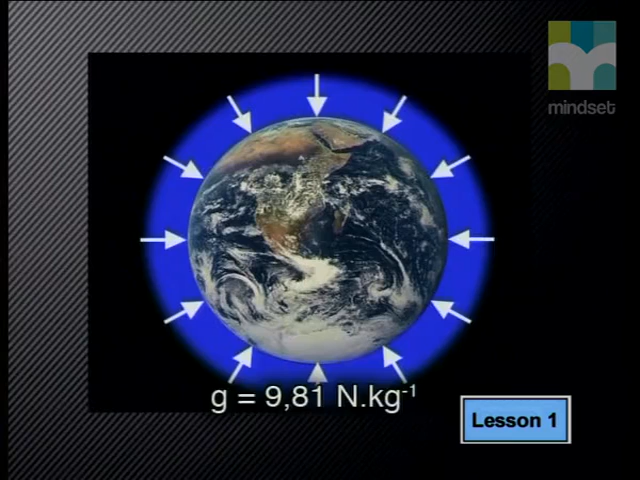 mindset
g = 9,81 N.kg⁻¹
Lesson 1